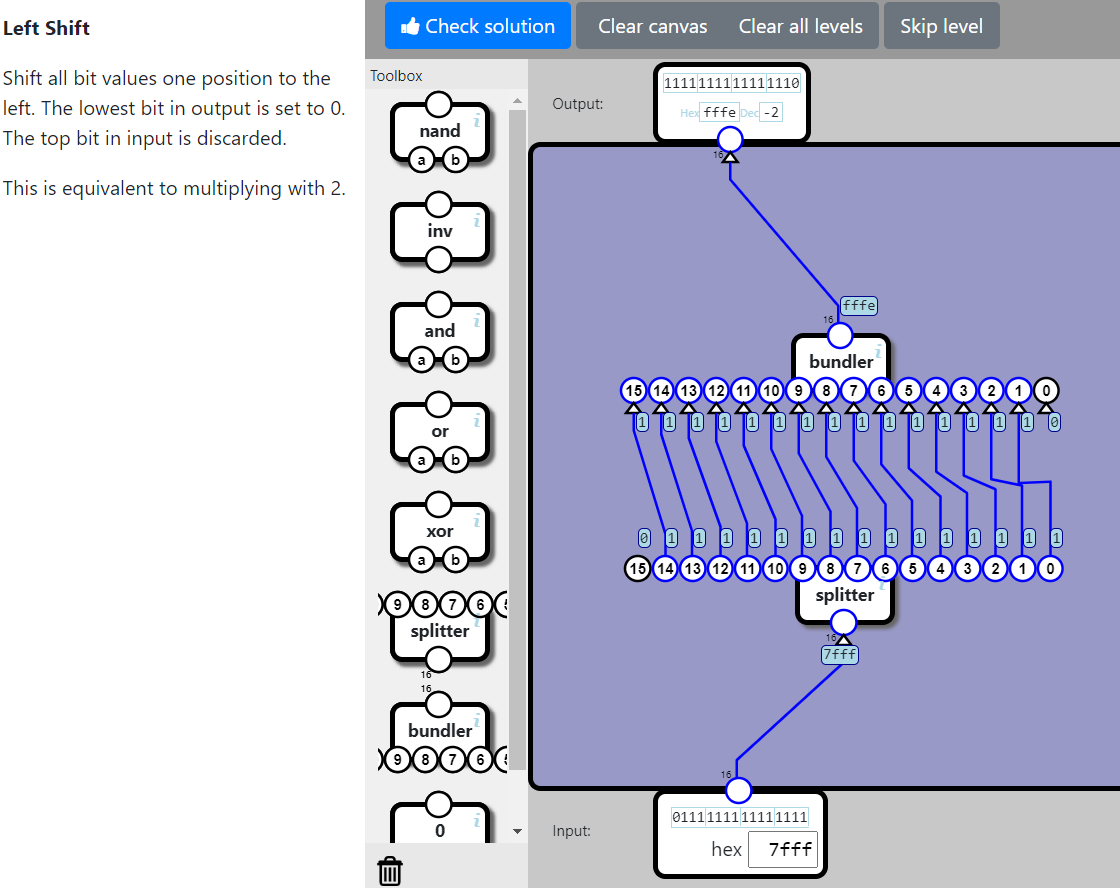 Left Shift
Shift all bit values one position to the
left. The lowest bit in output is set to 0.
The top bit in input is discarded.
This is equivalent to multiplying with 2.
Check solution
Clear canvas
Clear all levels
Skip level
Toolbox
nand
i
a b
inv
i
and
i
a b
or
i
a b
xor
i
a b
9 8 7 6 5
splitter
i
16
16
bundler
i
9 8 7 6 5
0
i
Output:
1111 1111 1111 1110
Hex fffe Dec -2
16
fffe
16
bundler
i
15 14 13 12 11 10 9 8 7 6 5 4 3 2 1 0
1 1 1 1 1 1 1 1 1 1 1 1 1 1 1 0
0 1 1 1 1 1 1 1 1 1 1 1 1 1 1 1
15 14 13 12 11 10 9 8 7 6 5 4 3 2 1 0
splitter
i
16
7fff
16
Input:
0111 1111 1111 1111
hex 7fff